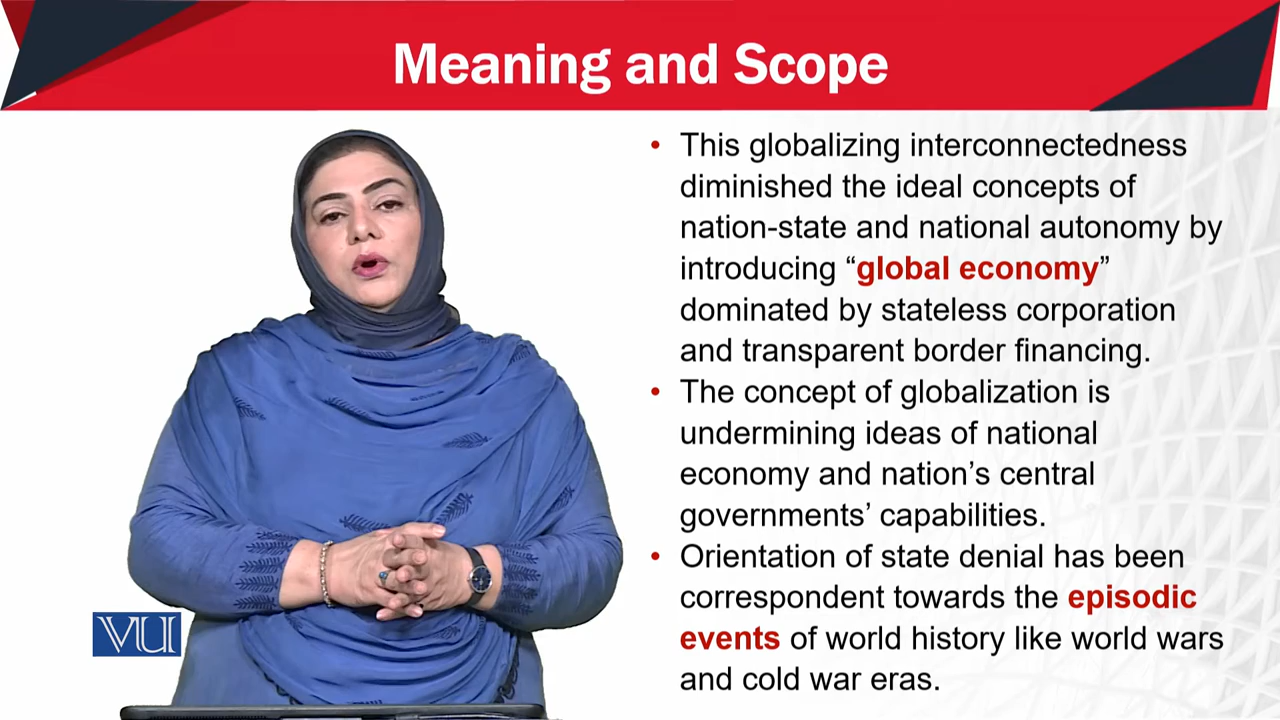 Meaning and Scope
• This globalizing interconnectedness
diminished the ideal concepts of
nation-state and national autonomy by
introducing “global economy”
dominated by stateless corporation
and transparent border financing.
• The concept of globalization is
undermining ideas of national
economy and nation’s central
governments’ capabilities.
• Orientation of state denial has been
correspondent towards the episodic
events of world history like world wars
and cold war eras.
VU